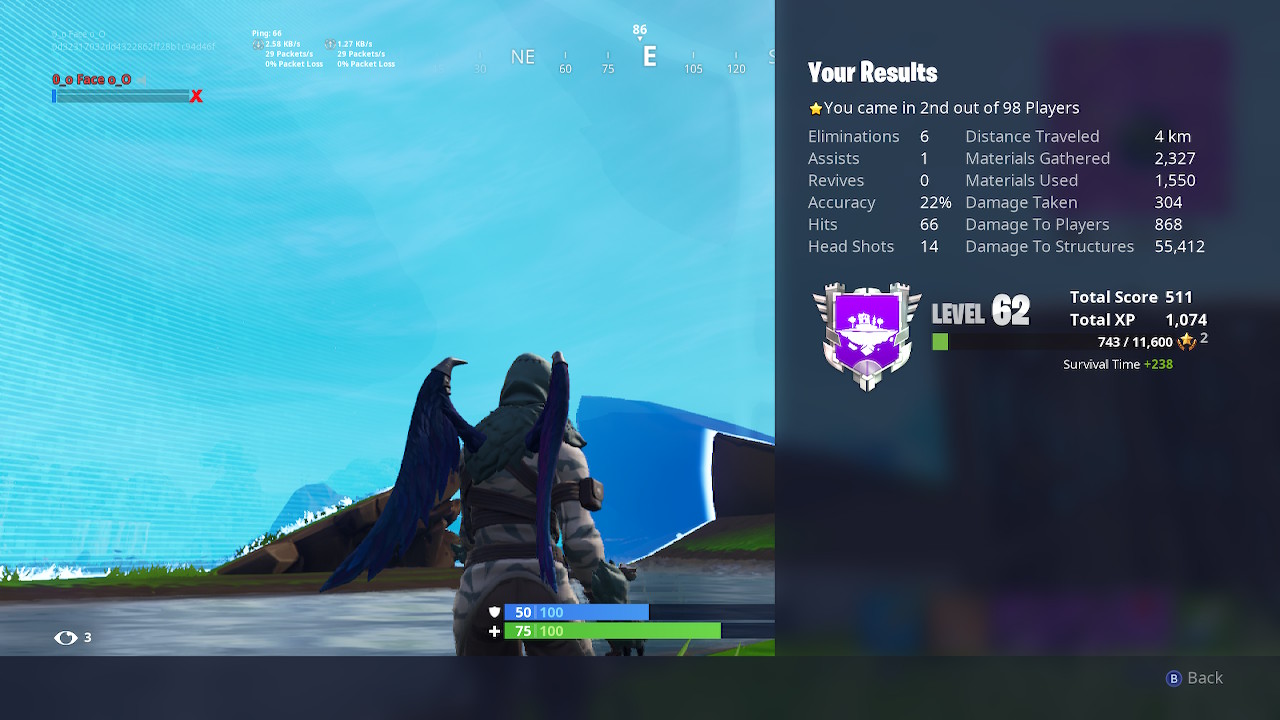 0_o Face o_O
Ping: 66
2.58 KB/s 1.27 KB/s
29 Packets/s 29 Packets/s
0% Packet Loss 0% Packet Loss
0_o Face o_O
86
30 NE 60 75 E 105 120 S
Your Results
You came in 2nd out of 98 Players
Eliminations 6 Distance Traveled 4 km
Assists 1 Materials Gathered 2,327
Revives 0 Materials Used 1,550
Accuracy 22% Damage Taken 304
Hits 66 Damage To Players 868
Head Shots 14 Damage To Structures 55,412
LEVEL 62
Total Score 511
Total XP 1,074
743 / 11,600 2
Survival Time +238
50 100
75 100
3
B Back